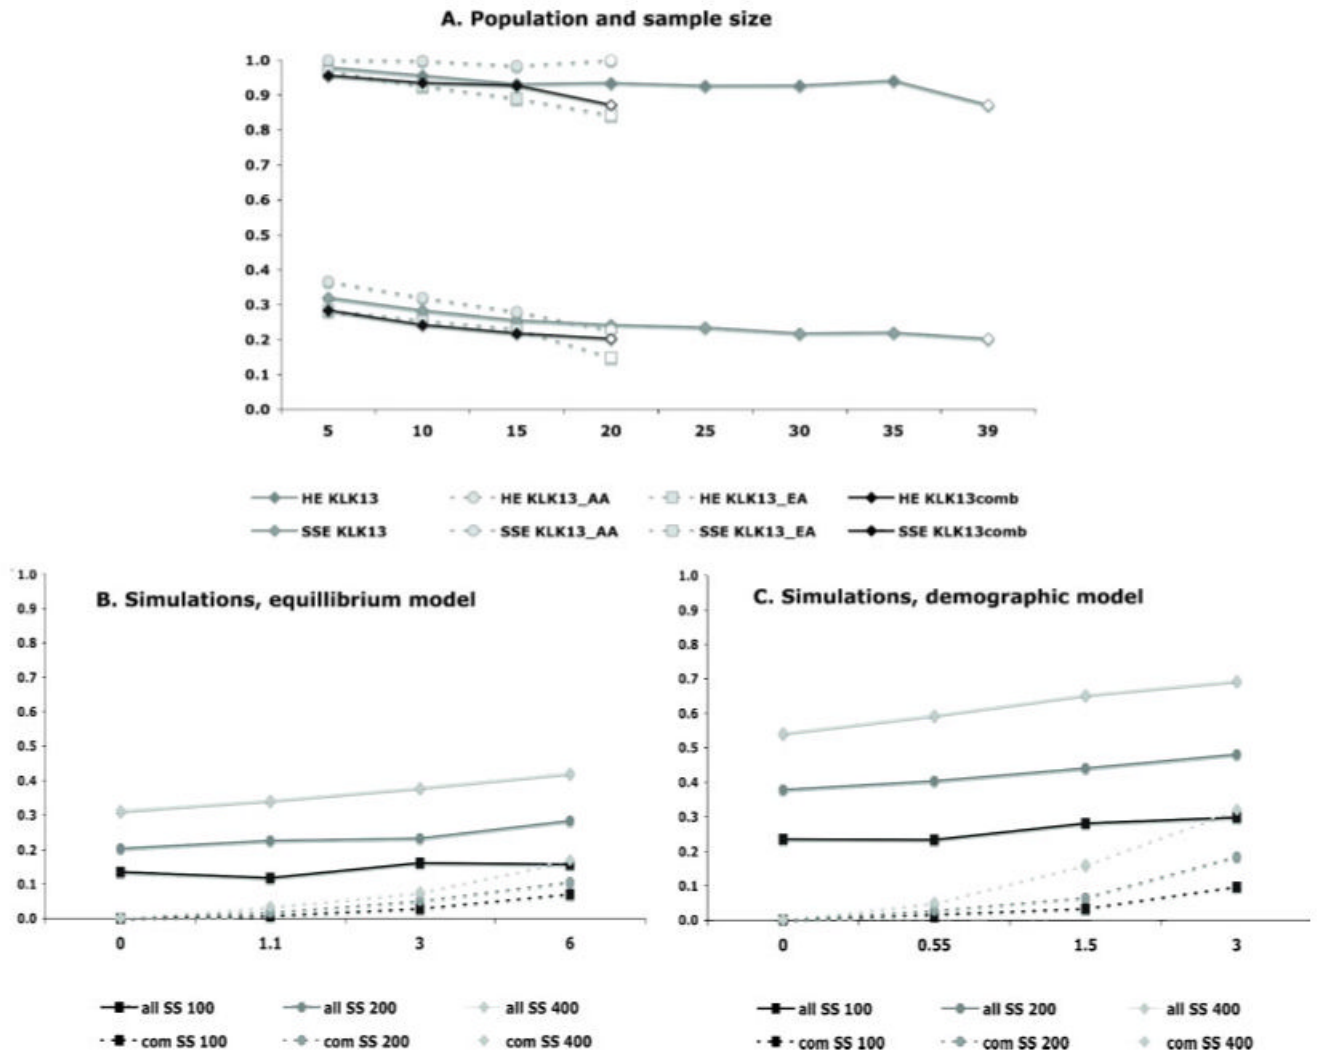 A. Population and sample size
1.0
0.9
0.8
0.7
0.6
0.5
0.4
0.3
0.2
0.1
0.0
5 10 15 20 25 30 35 39
HE KLK13 HE KLK13_AA HE KLK13_EA HE KLK13comb
SSE KLK13 SSE KLK13_AA SSE KLK13_EA SSE KLK13comb
B. Simulations, equillibrium model
1.0
0.9
0.8
0.7
0.6
0.5
0.4
0.3
0.2
0.1
0.0
0 1.1 3 6
all SS 100 all SS 200 all SS 400
com SS 100 com SS 200 com SS 400
C. Simulations, demographic model
1.0
0.9
0.8
0.7
0.6
0.5
0.4
0.3
0.2
0.1
0.0
0 0.55 1.5 3
all SS 100 all SS 200 all SS 400
com SS 100 com SS 200 com SS 400